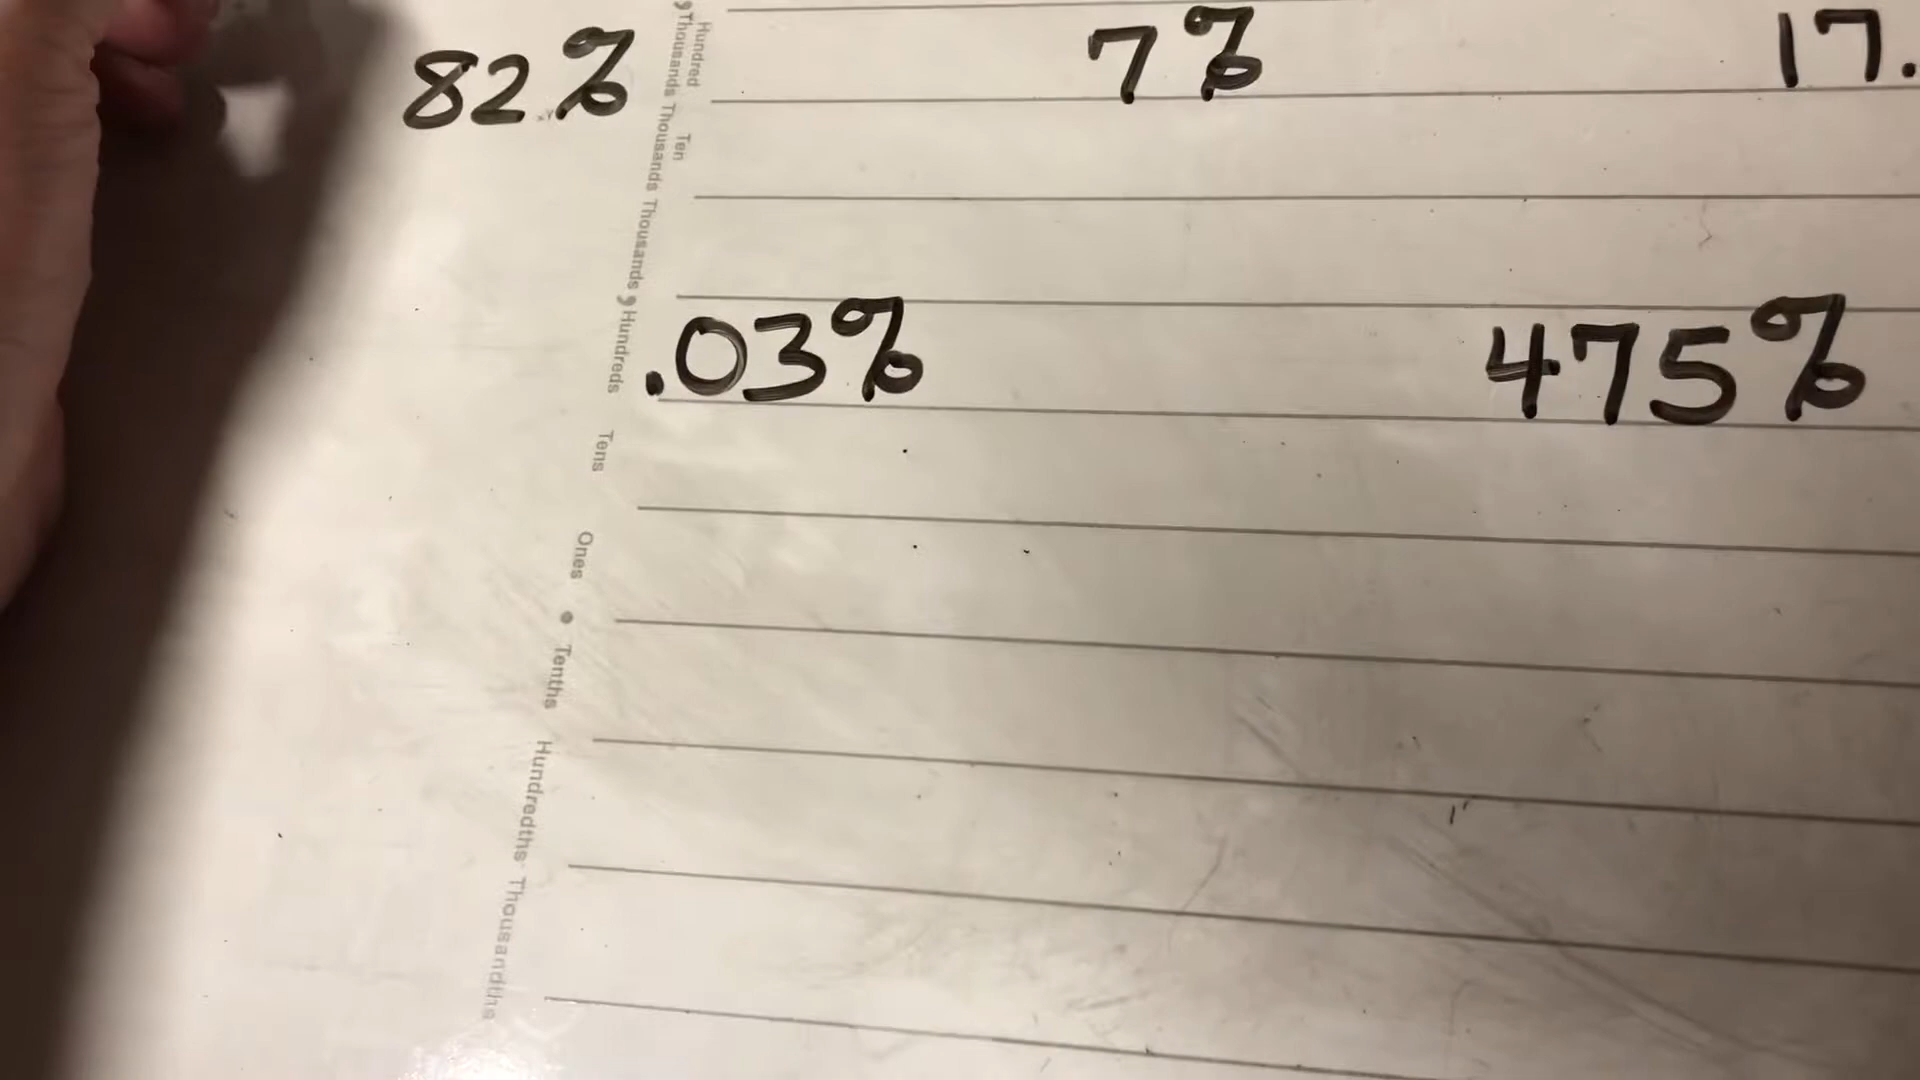 82% 7% 17.
.03% 475%
Hundred Thousands
Ten Thousands
Thousands
,
Hundreds
Tens
Ones
.
Tenths
Hundredths
Thousandths